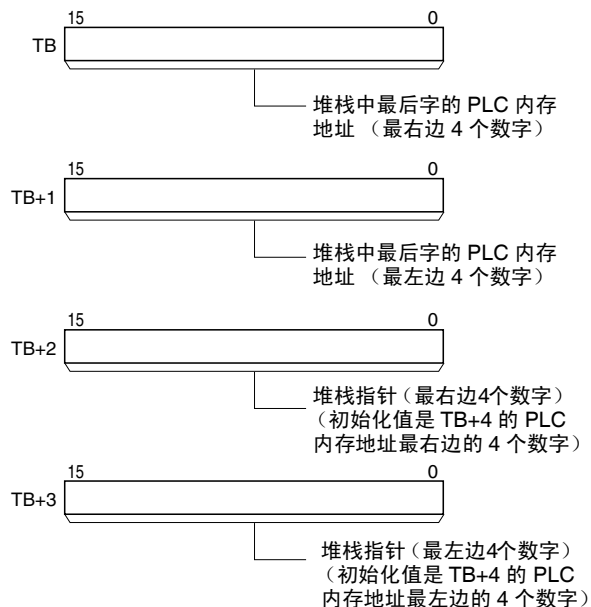 15 0
TB
堆栈中最后字的 PLC 内存
地址 （最右边 4 个数字）
15 0
TB+1
堆栈中最后字的 PLC 内存
地址 （最左边 4 个数字）
15 0
TB+2
堆栈指针（最右边4个数字）
（初始化值是 TB+4 的 PLC
内存地址最右边的 4 个数字）
15 0
TB+3
堆栈指针（最左边4个数字）
（初始化值是 TB+4 的 PLC
内存地址最左边的 4 个数字）